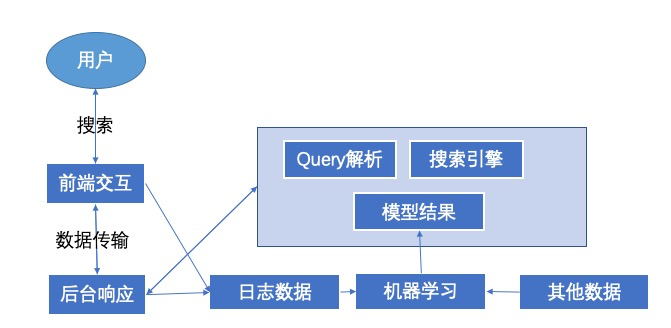 用户
搜索
Query解析
搜索引擎
前端交互
模型结果
数据传输
后台响应
日志数据
机器学习
其他数据